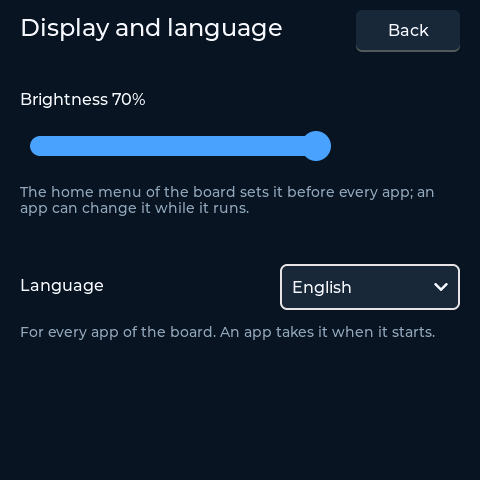 Display and language
Back
Brightness 70%
The home menu of the board sets it before every app; an
app can change it while it runs.
Language
English
For every app of the board. An app takes it when it starts.